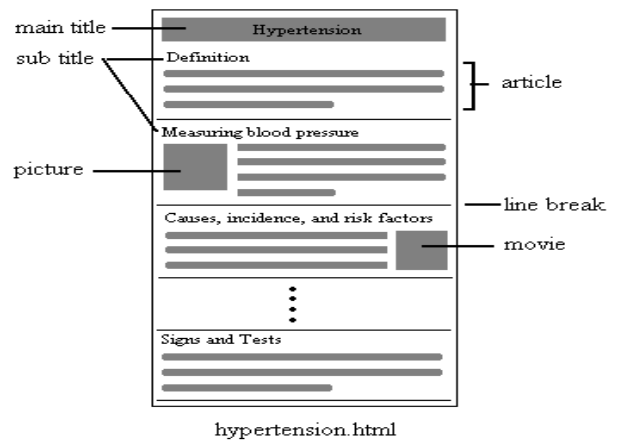 main title
Hypertension
sub title
Definition
article
Measuring blood pressure
picture
line break
Causes, incidence, and risk factors
movie
Signs and Tests
hypertension.html